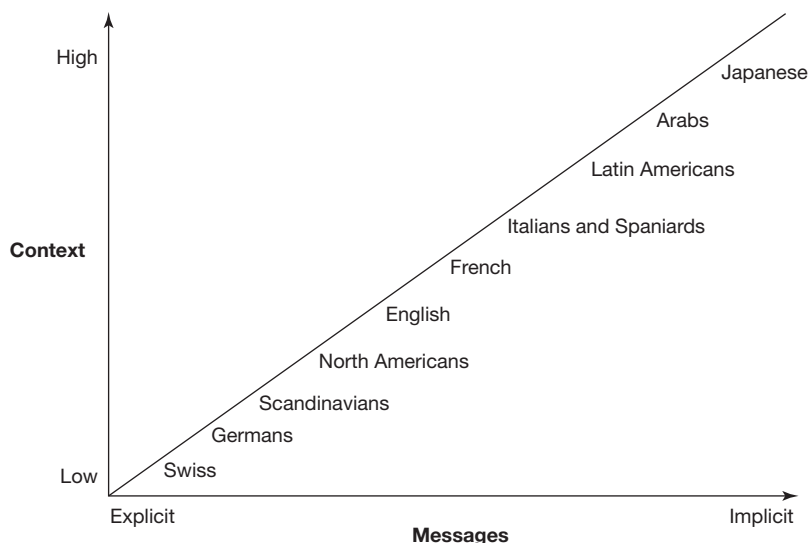 High
Japanese
Arabs
Latin Americans
Italians and Spaniards
Context
French
English
North Americans
Scandinavians
Germans
Swiss
Low
Explicit
Implicit
Messages